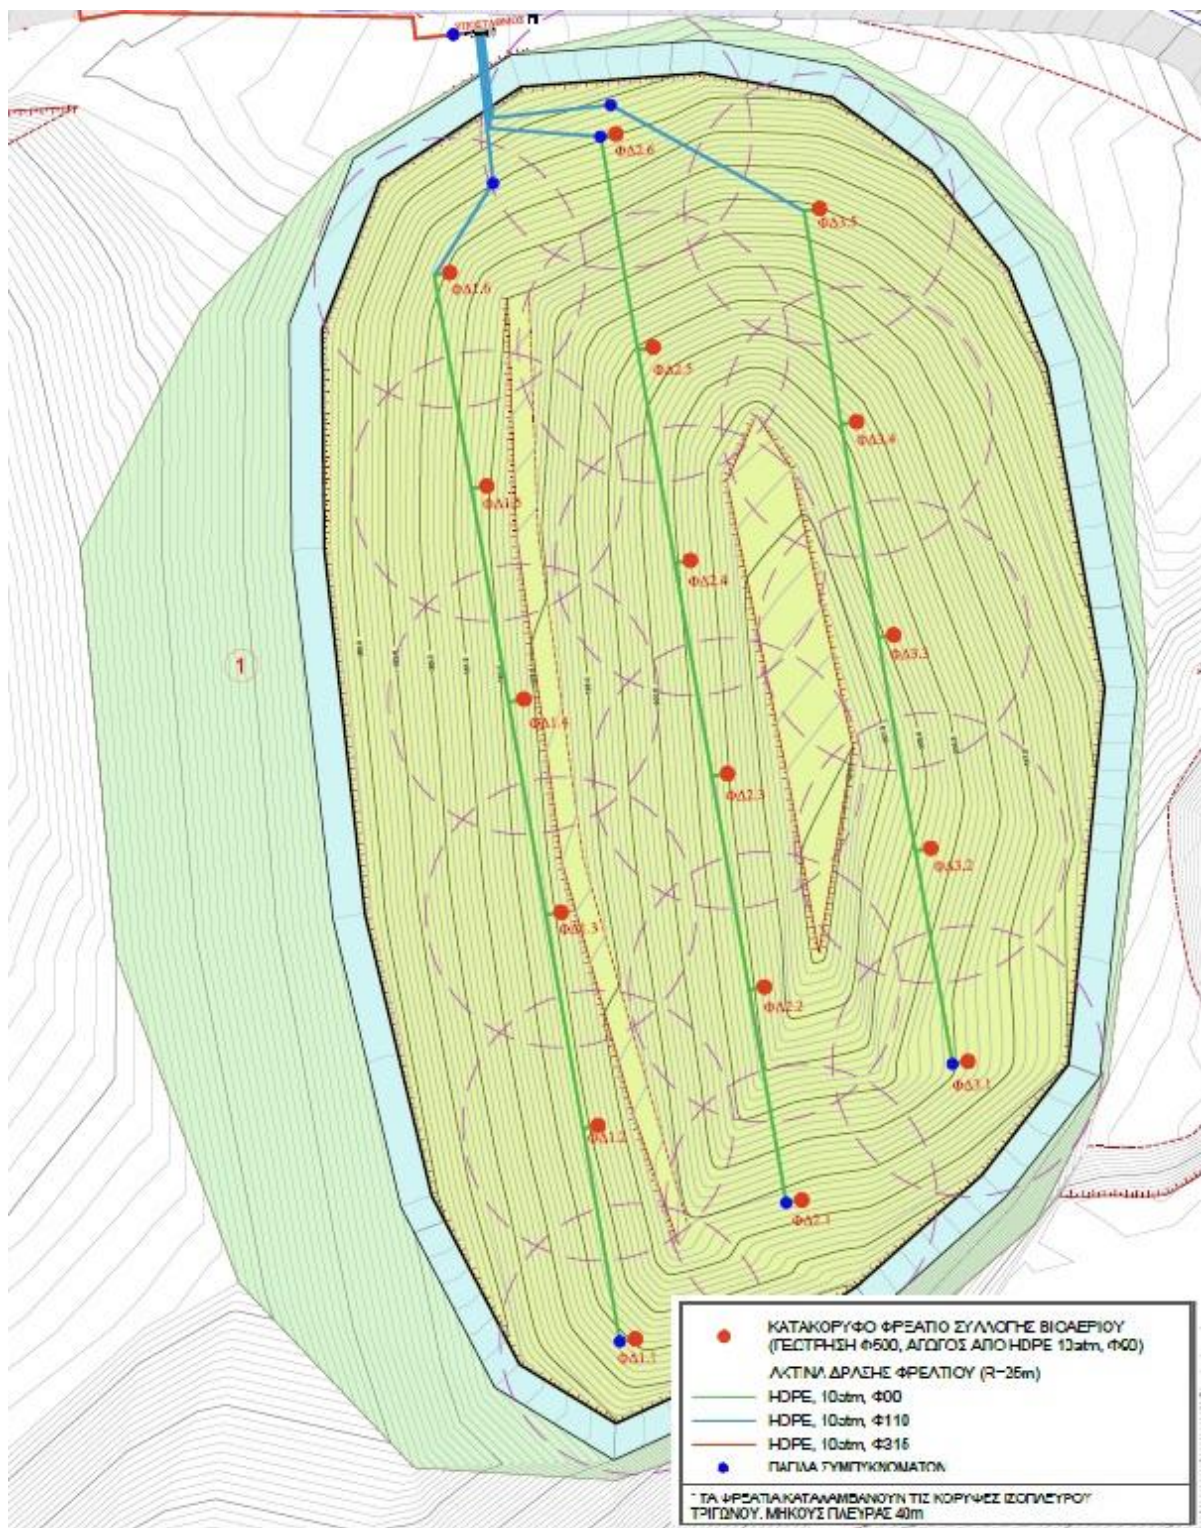 ΥΠΟΣΤΑΘΜΟΣ
ΦΔ2.6
ΦΔ3.5
ΦΔ1.6
ΦΔ2.5
ΦΔ3.4
ΦΔ1.5
ΦΔ2.4
ΦΔ3.3
1
ΦΔ1.4
ΦΔ2.3
ΦΔ3.2
ΦΔ1.3
ΦΔ2.2
ΦΔ3.1
ΦΔ1.2
ΦΔ2.1
ΦΔ1.1
ΚΑΤΑΚΟΡΥΦΟ ΦΡΕΑΤΙΟ ΣΥΛΛΟΓΗΣ ΒΙΟΑΕΡΙΟΥ
(ΓΕΩΤΡΗΣΗ Φ500, ΑΓΩΓΟΣ ΑΠΟ HDPE 10atm, Φ90)
ΑΚΤΙΝΑ ΔΡΑΣΗΣ ΦΡΕΑΤΙΟΥ (R=25m)
HDPE, 10atm, Φ90
HDPE, 10atm, Φ110
HDPE, 10atm, Φ315
ΠΑΓΙΔΑ ΣΥΜΠΥΚΝΩΜΑΤΩΝ
* ΤΑ ΦΡΕΑΤΙΑ ΚΑΤΑΛΑΜΒΑΝΟΥΝ ΤΙΣ ΚΟΡΥΦΕΣ ΙΣΟΠΛΕΥΡΟΥ
ΤΡΙΓΩΝΟΥ, ΜΗΚΟΥΣ ΠΛΕΥΡΑΣ 40m